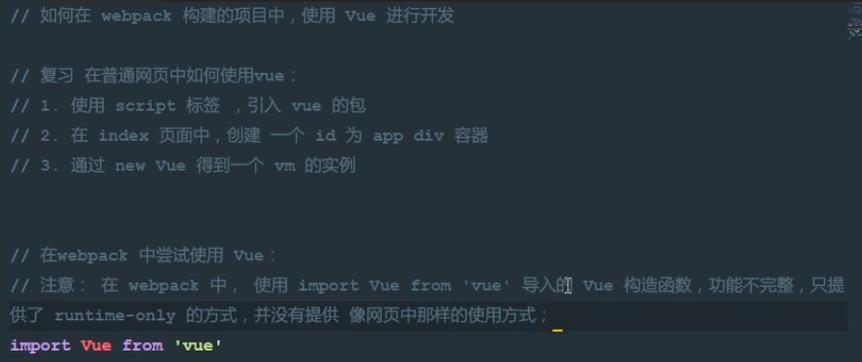 // 如何在 webpack 构建的项目中，使用 Vue 进行开发
// 复习 在普通网页中如何使用vue：
// 1. 使用 script 标签 ，引入 vue 的包
// 2. 在 index 页面中，创建 一个 id 为 app div 容器
// 3. 通过 new Vue 得到一个 vm 的实例
// 在webpack 中尝试使用 Vue：
// 注意： 在 webpack 中， 使用 import Vue from 'vue' 导入的 Vue 构造函数，功能不完整，只提
供了 runtime-only 的方式，并没有提供 像网页中那样的使用方式；
import Vue from 'vue'